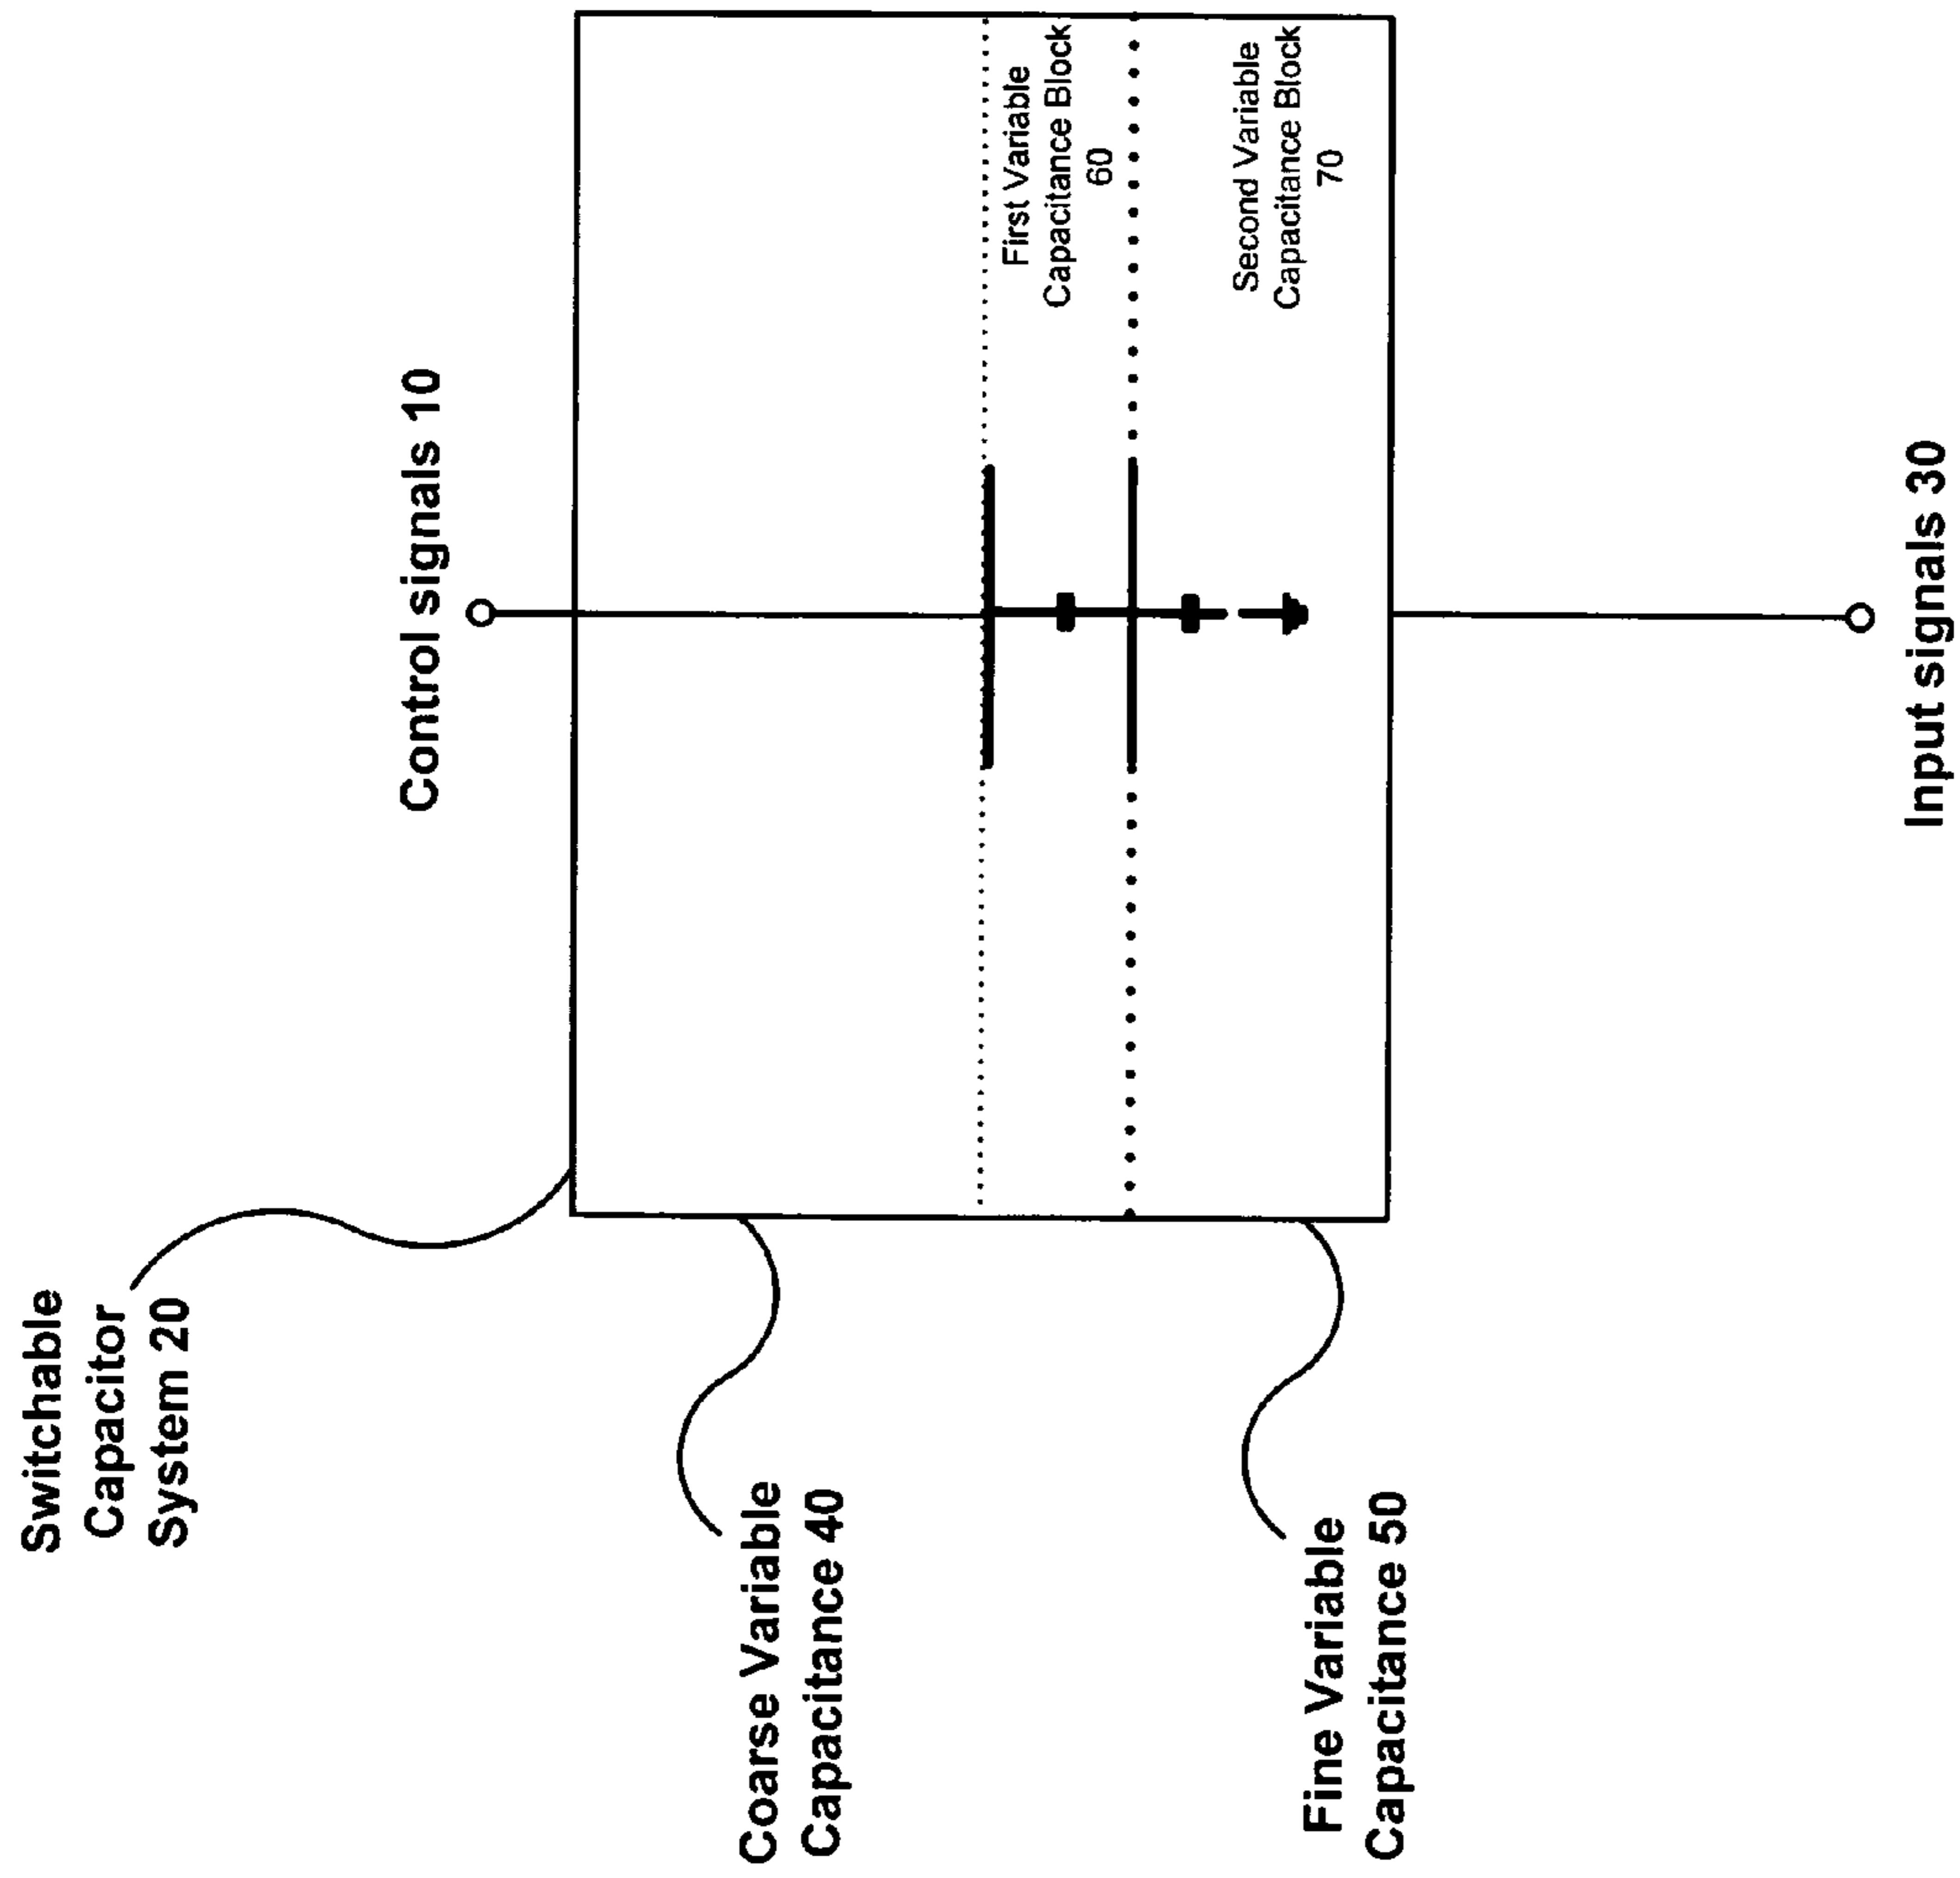 Switchable
Capacitor
System 20
Control signals 10
Coarse Variable
Capacitance 40
First Variable
Capacitance Block
60
Second Variable
Capacitance Block
70
Fine Variable
Capacitance 50
Input signals 30